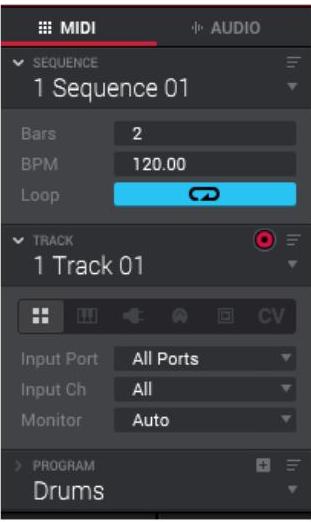 MIDI AUDIO
SEQUENCE
1 Sequence 01
Bars 2
BPM 120.00
Loop
TRACK
1 Track 01
CV
Input Port All Ports
Input Ch All
Monitor Auto
PROGRAM
Drums